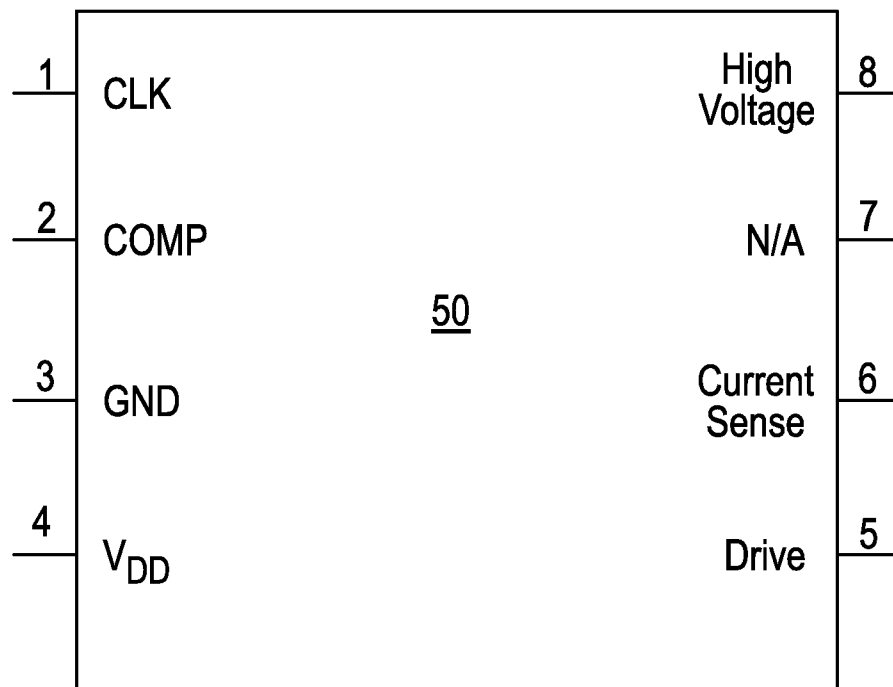 1
CLK
High
Voltage
8
2
COMP
N/A
7
50
3
GND
Current
Sense
6
4
VDD
Drive
5